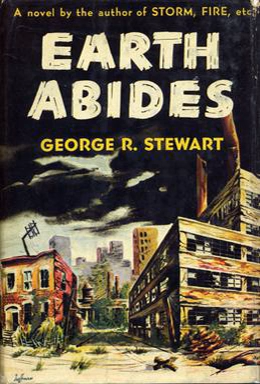 A novel by the author of STORM, FIRE, etc.
EARTH
ABIDES
GEORGE R. STEWART